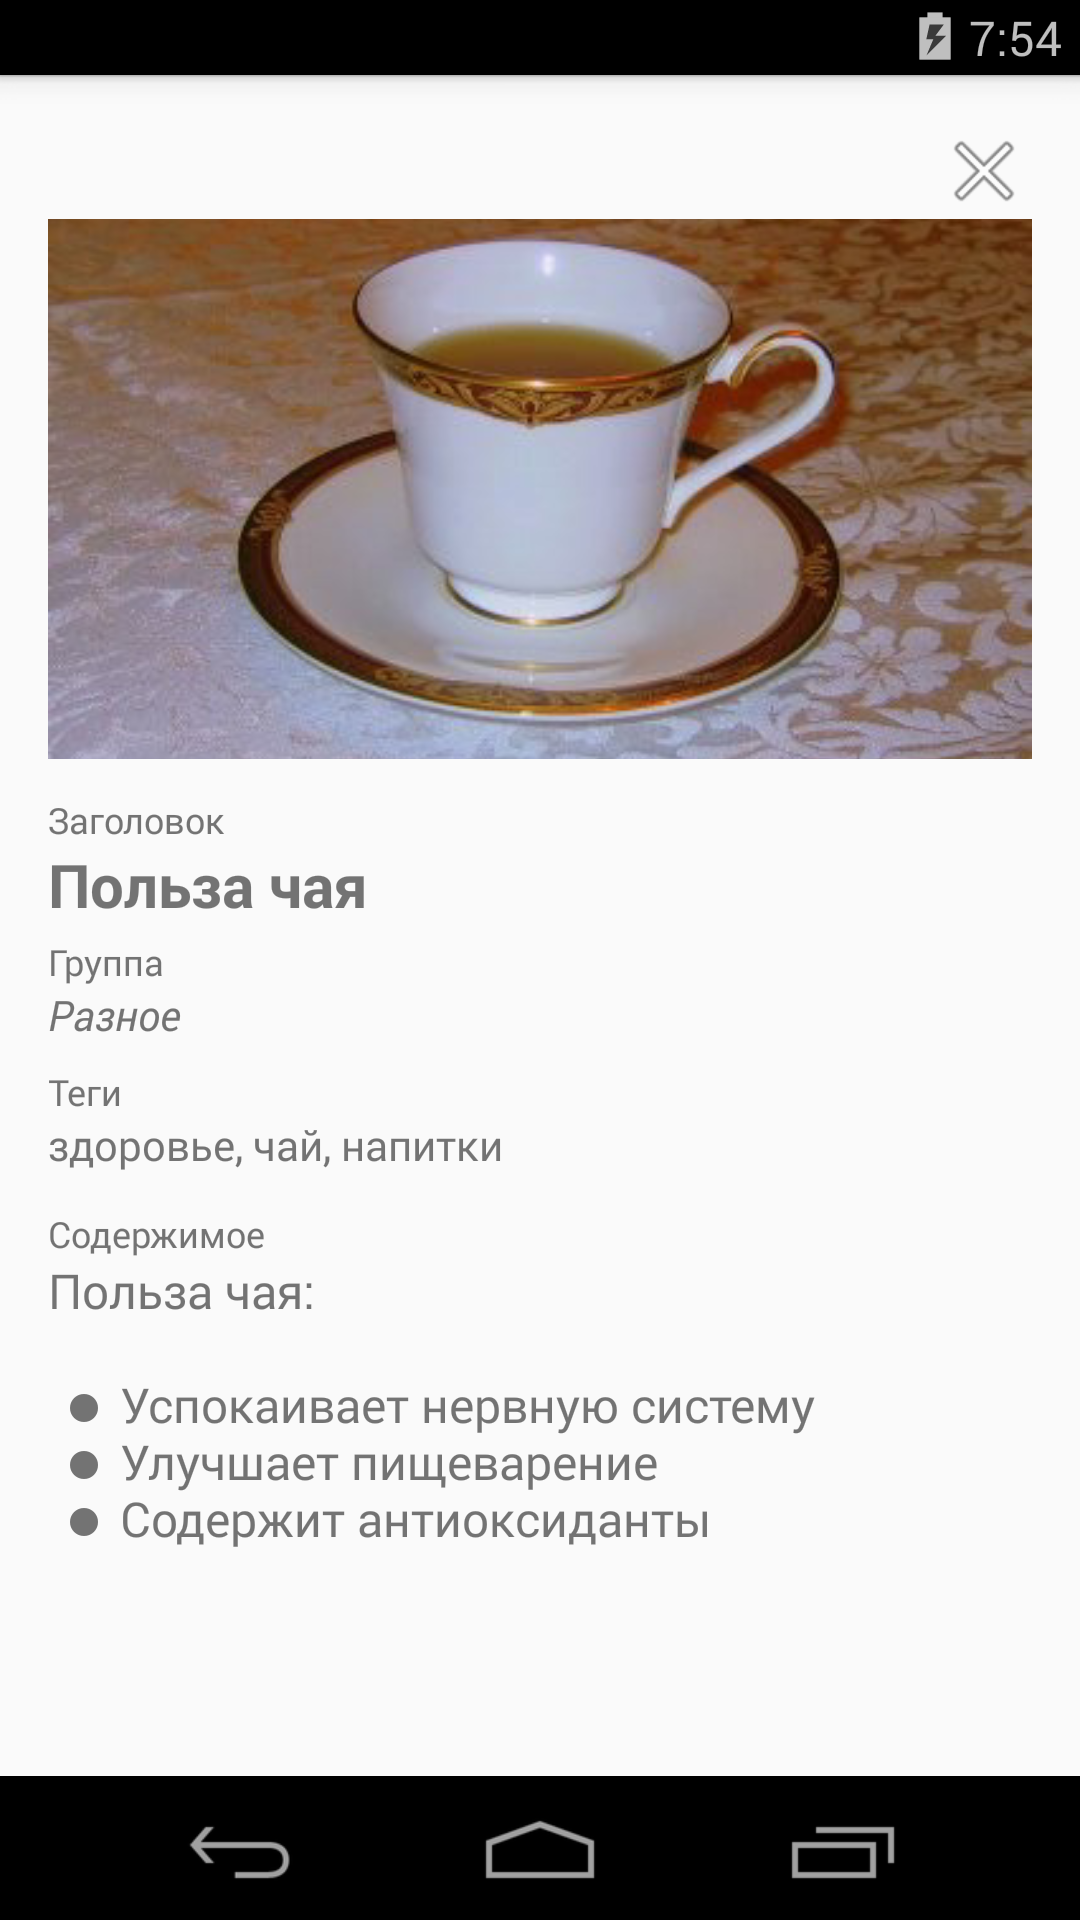 7:54
Заголовок
Польза чая
Группа
Разное
Теги
здоровье, чай, напитки
Содержимое
Польза чая:
● Успокаивает нервную систему
● Улучшает пищеварение
● Содержит антиоксиданты